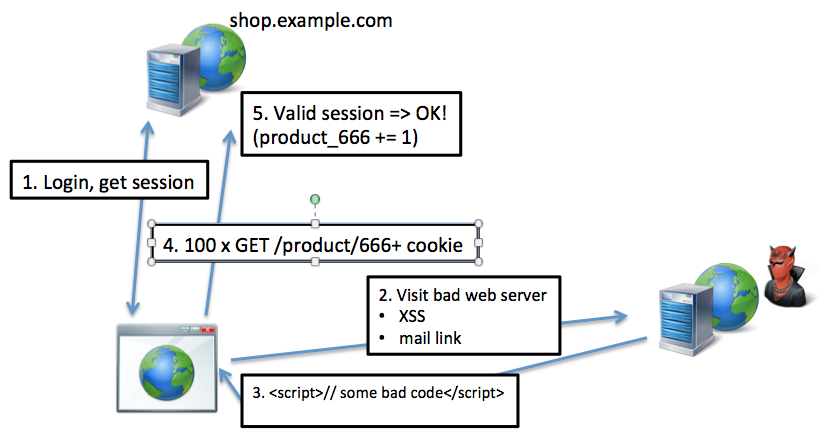 shop.example.com
5. Valid session => OK!
(product_666 += 1)
1. Login, get session
4. 100 x GET /product/666+ cookie
2. Visit bad web server
• XSS
• mail link
3. <script>// some bad code</script>